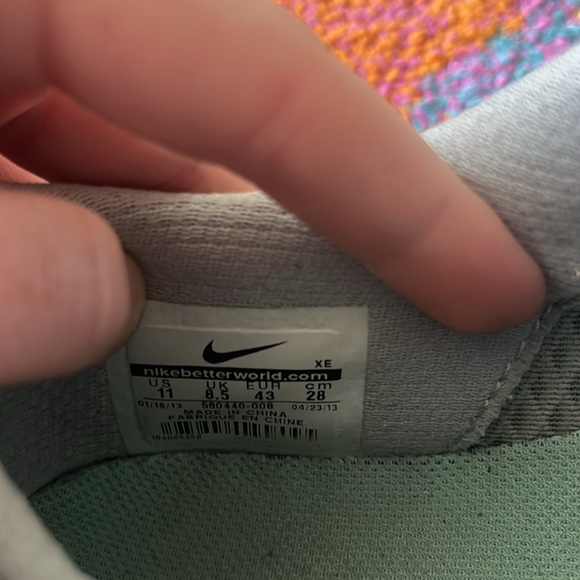 XE
nikebetterworld.com
US UK EUR cm
11 8.5 43 28
01/16/13 580440-008 04/23/13
MADE IN CHINA
FABRIQUE EN CHINE